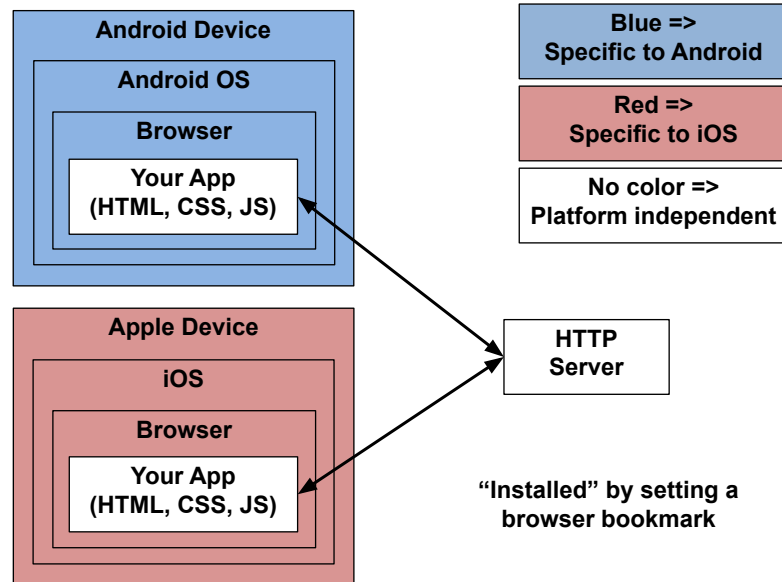 Android Device
Android OS
Browser
Your App
(HTML, CSS, JS)
Blue =>
Specific to Android
Red =>
Specific to iOS
No color =>
Platform independent
Apple Device
iOS
Browser
Your App
(HTML, CSS, JS)
HTTP
Server
“Installed” by setting a
browser bookmark